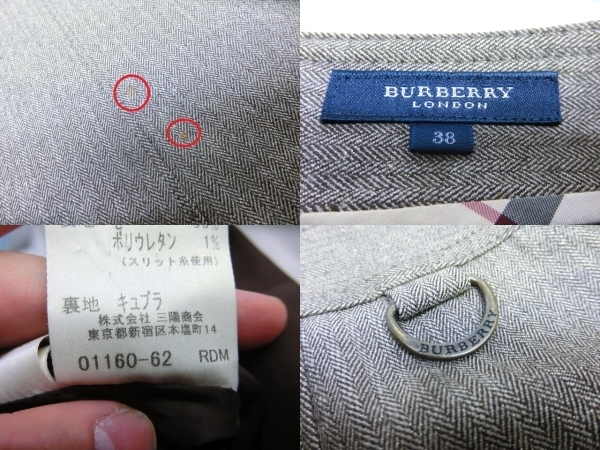 BURBERRY
LONDON
38
ポリウレタン 1%
(スリット糸使用)
裏地 キュプラ
株式会社 三陽商会
東京都新宿区本塩町14
01160-62 RDM
BURBERRY